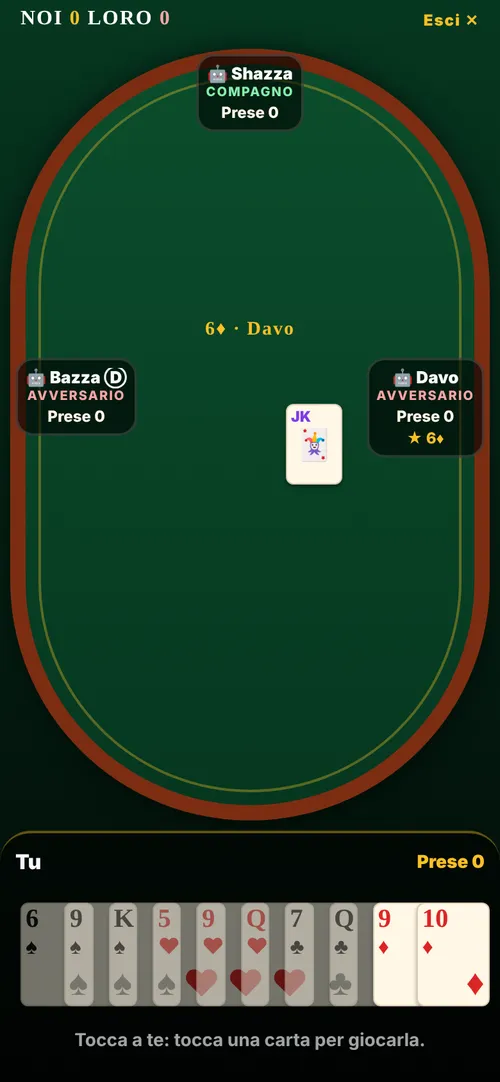 NOI 0 LORO 0
Esci ×
🤖 Shazza
COMPAGNO
Prese 0
6♦ · Davo
🤖 Bazza Ⓓ
AVVERSARIO
Prese 0
🤖 Davo
AVVERSARIO
Prese 0
★ 6♦
JK
Tu
Prese 0
6♠ 9♠ K♠ 5♥ 9♥ Q♥ 7♣ Q♣ 9♦ 10♦
Tocca a te: tocca una carta per giocarla.